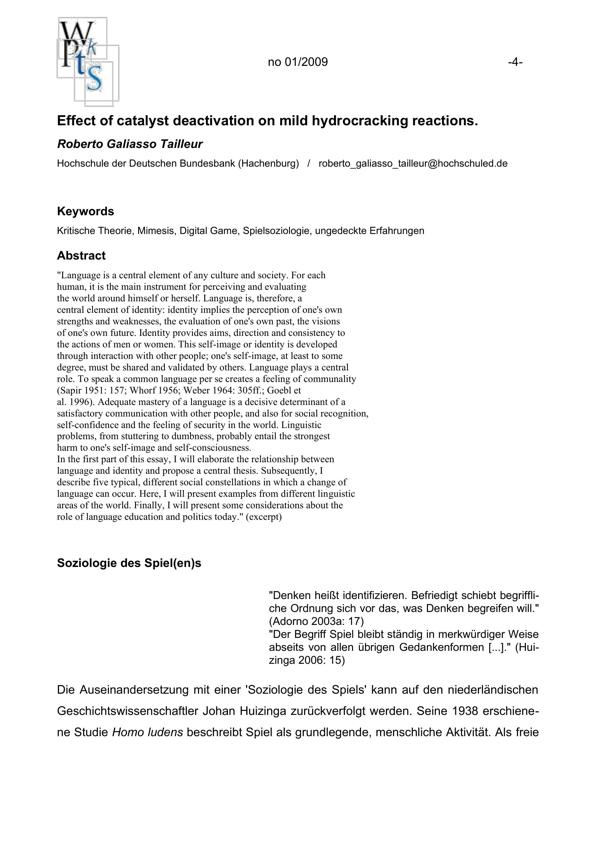 W
P k
t
S
no 01/2009 -4-
Effect of catalyst deactivation on mild hydrocracking reactions.
Roberto Galiasso Tailleur
Hochschule der Deutschen Bundesbank (Hachenburg) / roberto_galiasso_tailleur@hochschuled.de
Keywords
Kritische Theorie, Mimesis, Digital Game, Spielsoziologie, ungedeckte Erfahrungen
Abstract
"Language is a central element of any culture and society. For each
human, it is the main instrument for perceiving and evaluating
the world around himself or herself. Language is, therefore, a
central element of identity: identity implies the perception of one's own
strengths and weaknesses, the evaluation of one's own past, the visions
of one's own future. Identity provides aims, direction and consistency to
the actions of men or women. This self-image or identity is developed
through interaction with other people; one's self-image, at least to some
degree, must be shared and validated by others. Language plays a central
role. To speak a common language per se creates a feeling of communality
(Sapir 1951: 157; Whorf 1956; Weber 1964: 305ff.; Goebl et
al. 1996). Adequate mastery of a language is a decisive determinant of a
satisfactory communication with other people, and also for social recognition,
self-confidence and the feeling of security in the world. Linguistic
problems, from stuttering to dumbness, probably entail the strongest
harm to one's self-image and self-consciousness.
In the first part of this essay, I will elaborate the relationship between
language and identity and propose a central thesis. Subsequently, I
describe five typical, different social constellations in which a change of
language can occur. Here, I will present examples from different linguistic
areas of the world. Finally, I will present some considerations about the
role of language education and politics today." (excerpt)
Soziologie des Spiel(en)s
"Denken heißt identifizieren. Befriedigt schiebt begriffli-
che Ordnung sich vor das, was Denken begreifen will."
(Adorno 2003a: 17)
"Der Begriff Spiel bleibt ständig in merkwürdiger Weise
abseits von allen übrigen Gedankenformen [...]." (Hui-
zinga 2006: 15)
Die Auseinandersetzung mit einer 'Soziologie des Spiels' kann auf den niederländischen
Geschichtswissenschaftler Johan Huizinga zurückverfolgt werden. Seine 1938 erschiene-
ne Studie Homo ludens beschreibt Spiel als grundlegende, menschliche Aktivität. Als freie